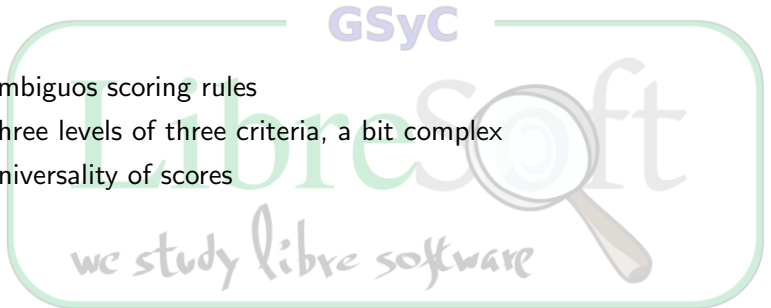 GSyC
mbiguos scoring rules
hree levels of three criteria, a bit complex
niversality of scores
LibreSoft
we study libre software